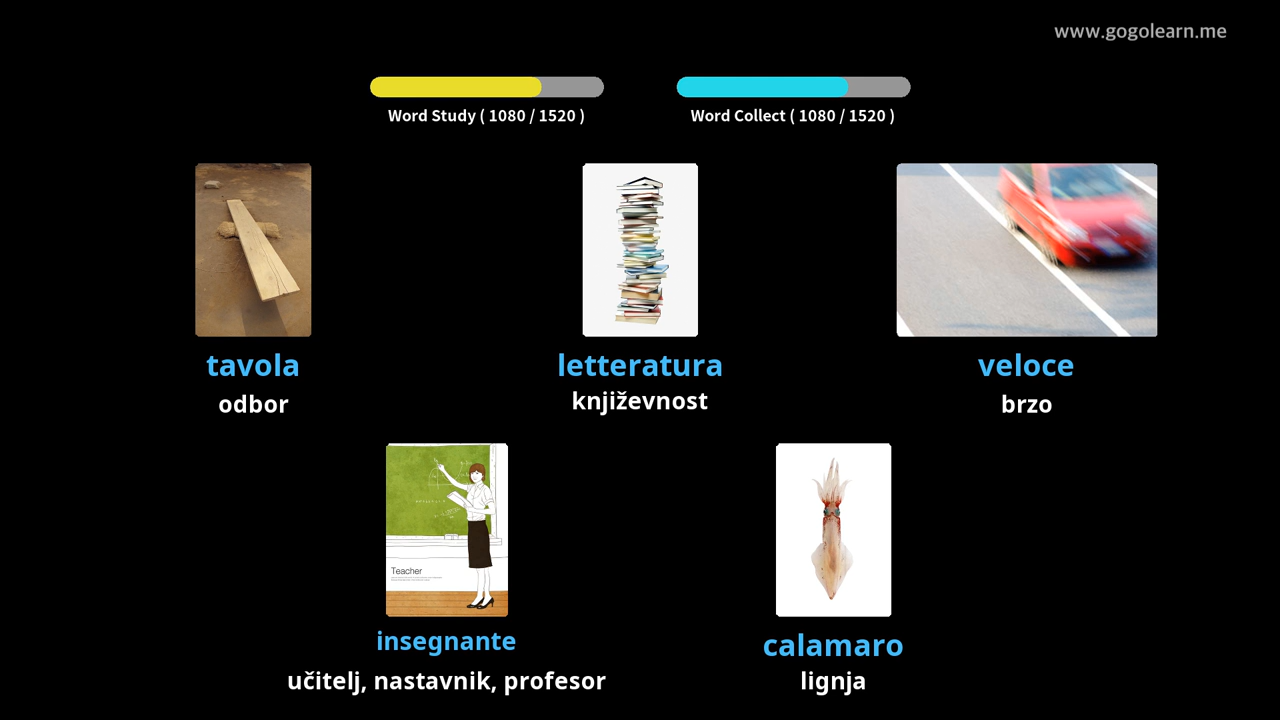 www.gogolearn.me
Word Study ( 1080 / 1520 )
Word Collect ( 1080 / 1520 )
tavola
odbor
letteratura
književnost
veloce
brzo
Teacher
insegnante
učitelj, nastavnik, profesor
calamaro
lignja